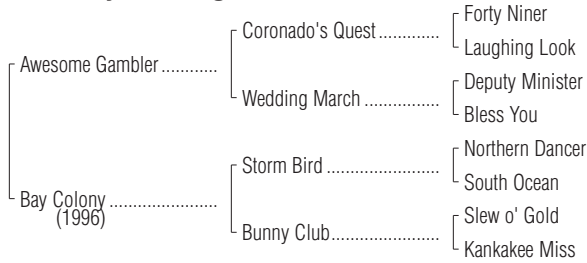 Forty Niner
Coronado's Quest.............
Laughing Look
Awesome Gambler............
Deputy Minister
Wedding March ................
Bless You
Northern Dancer
Storm Bird ........................
South Ocean
Bay Colony .......................
(1996)
Slew o' Gold
Bunny Club.......................
Kankakee Miss